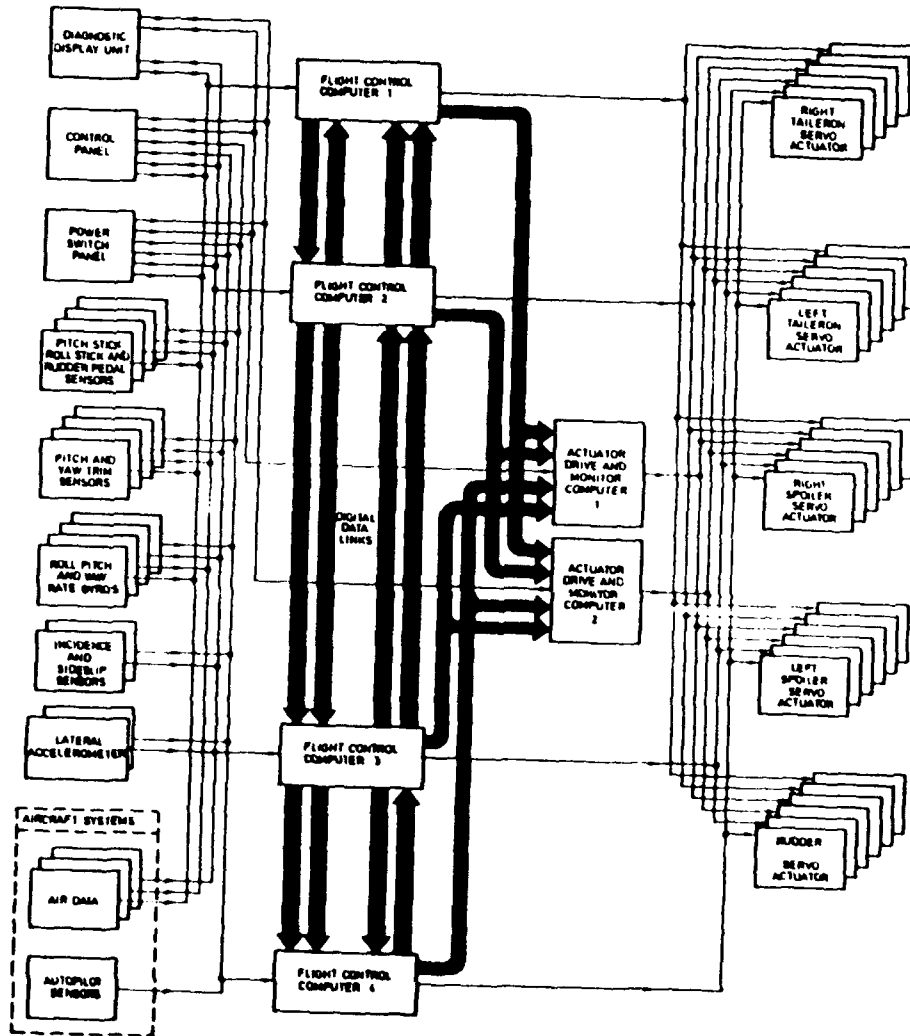 DIAGNOSTIC
DISPLAY UNIT
CONTROL
PANEL
POWER
SWITCH
PANEL
PITCH STICK
ROLL STICK AND
RUDDER PEDAL
SENSORS
PITCH AND
YAW TRIM
SENSORS
ROLL PITCH
AND YAW
RATE GYRO'S
INCIDENCE
AND
SIDESLIP
SENSORS
LATERAL
ACCELEROMETER
AIRCRAFT SYSTEMS
AIR DATA
AUTOPILOT
SENSORS
FLIGHT CONTROL
COMPUTER 1
FLIGHT CONTROL
COMPUTER 2
DIGITAL
DATA
LINKS
FLIGHT CONTROL
COMPUTER 3
FLIGHT CONTROL
COMPUTER 4
ACTUATOR
DRIVE AND
MONITOR
COMPUTER
1
ACTUATOR
DRIVE AND
MONITOR
COMPUTER
2
RIGHT
TAILERON
SERVO
ACTUATOR
LEFT
TAILERON
SERVO
ACTUATOR
RIGHT
SPOILER
SERVO
ACTUATOR
LEFT
SPOILER
SERVO
ACTUATOR
RUDDER
SERVO
ACTUATOR